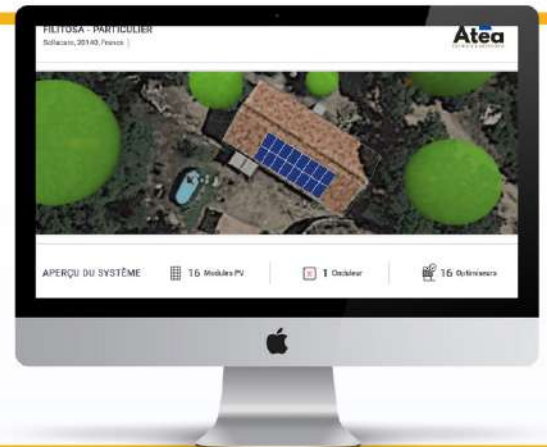 FILITOSA - PARTICULIER
Sollacaro, 20140, France
Atea
APERÇU DU SYSTÈME
16 Modules PV
1 Onduleur
16 Optimiseurs